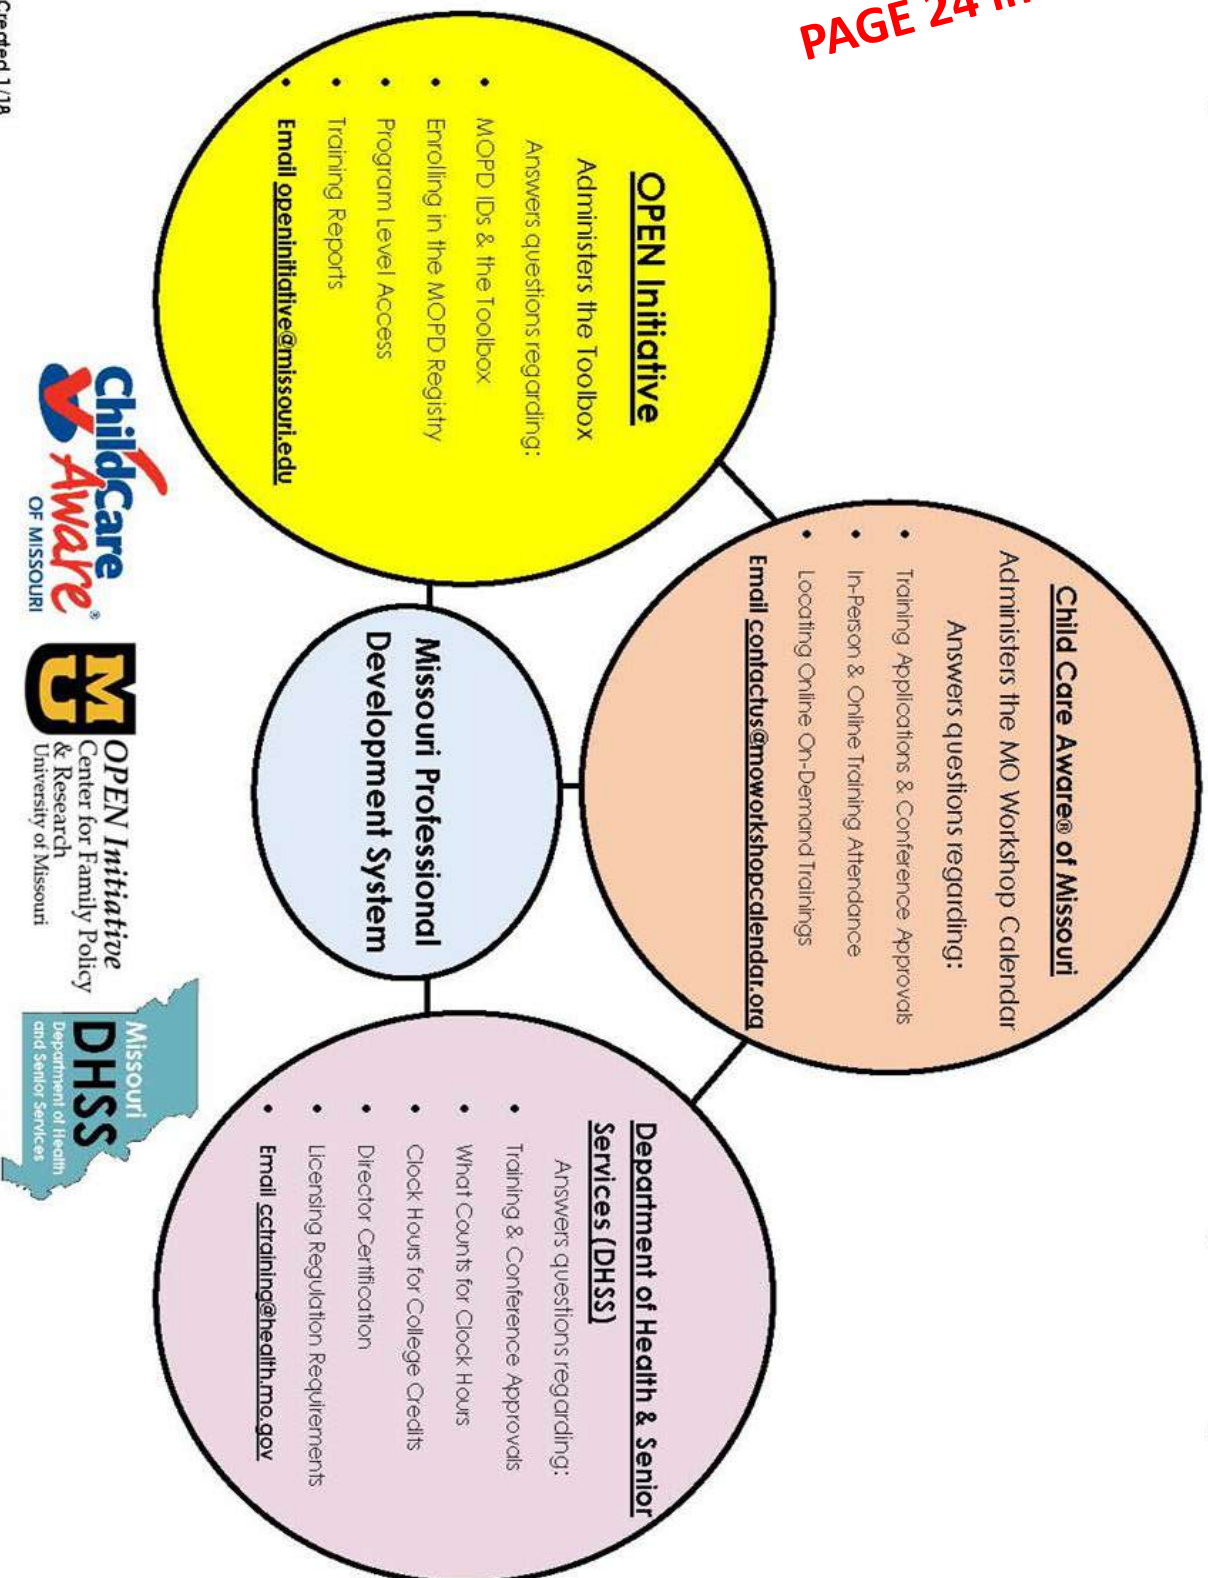 PAGE 24 in
Child Care Aware® of Missouri
Administers the MO Workshop Calendar
Answers questions regarding:
• Training Applications & Conference Approvals
• In-Person & Online Training Attendance
• Locating Online On-Demand Trainings
Email contactus@moworkshopcalendar.org
OPEN Initiative
Administers the Toolbox
Answers questions regarding:
• MOPD IDs & the Toolbox
• Enrolling in the MOPD Registry
• Program Level Access
• Training Reports
• Email openinitiative@missouri.edu
Missouri Professional
Development System
Department of Health & Senior
Services (DHSS)
Answers questions regarding:
• Training & Conference Approvals
• What Counts for Clock Hours
• Clock Hours for College Credits
• Director Certification
• Licensing Regulation Requirements
• Email cctraining@health.mo.gov
ChildCare
Aware®
OF MISSOURI
MU
OPEN Initiative
Center for Family Policy
& Research
University of Missouri
Missouri
DHSS
Department of Health
and Senior Services
Created 1/18